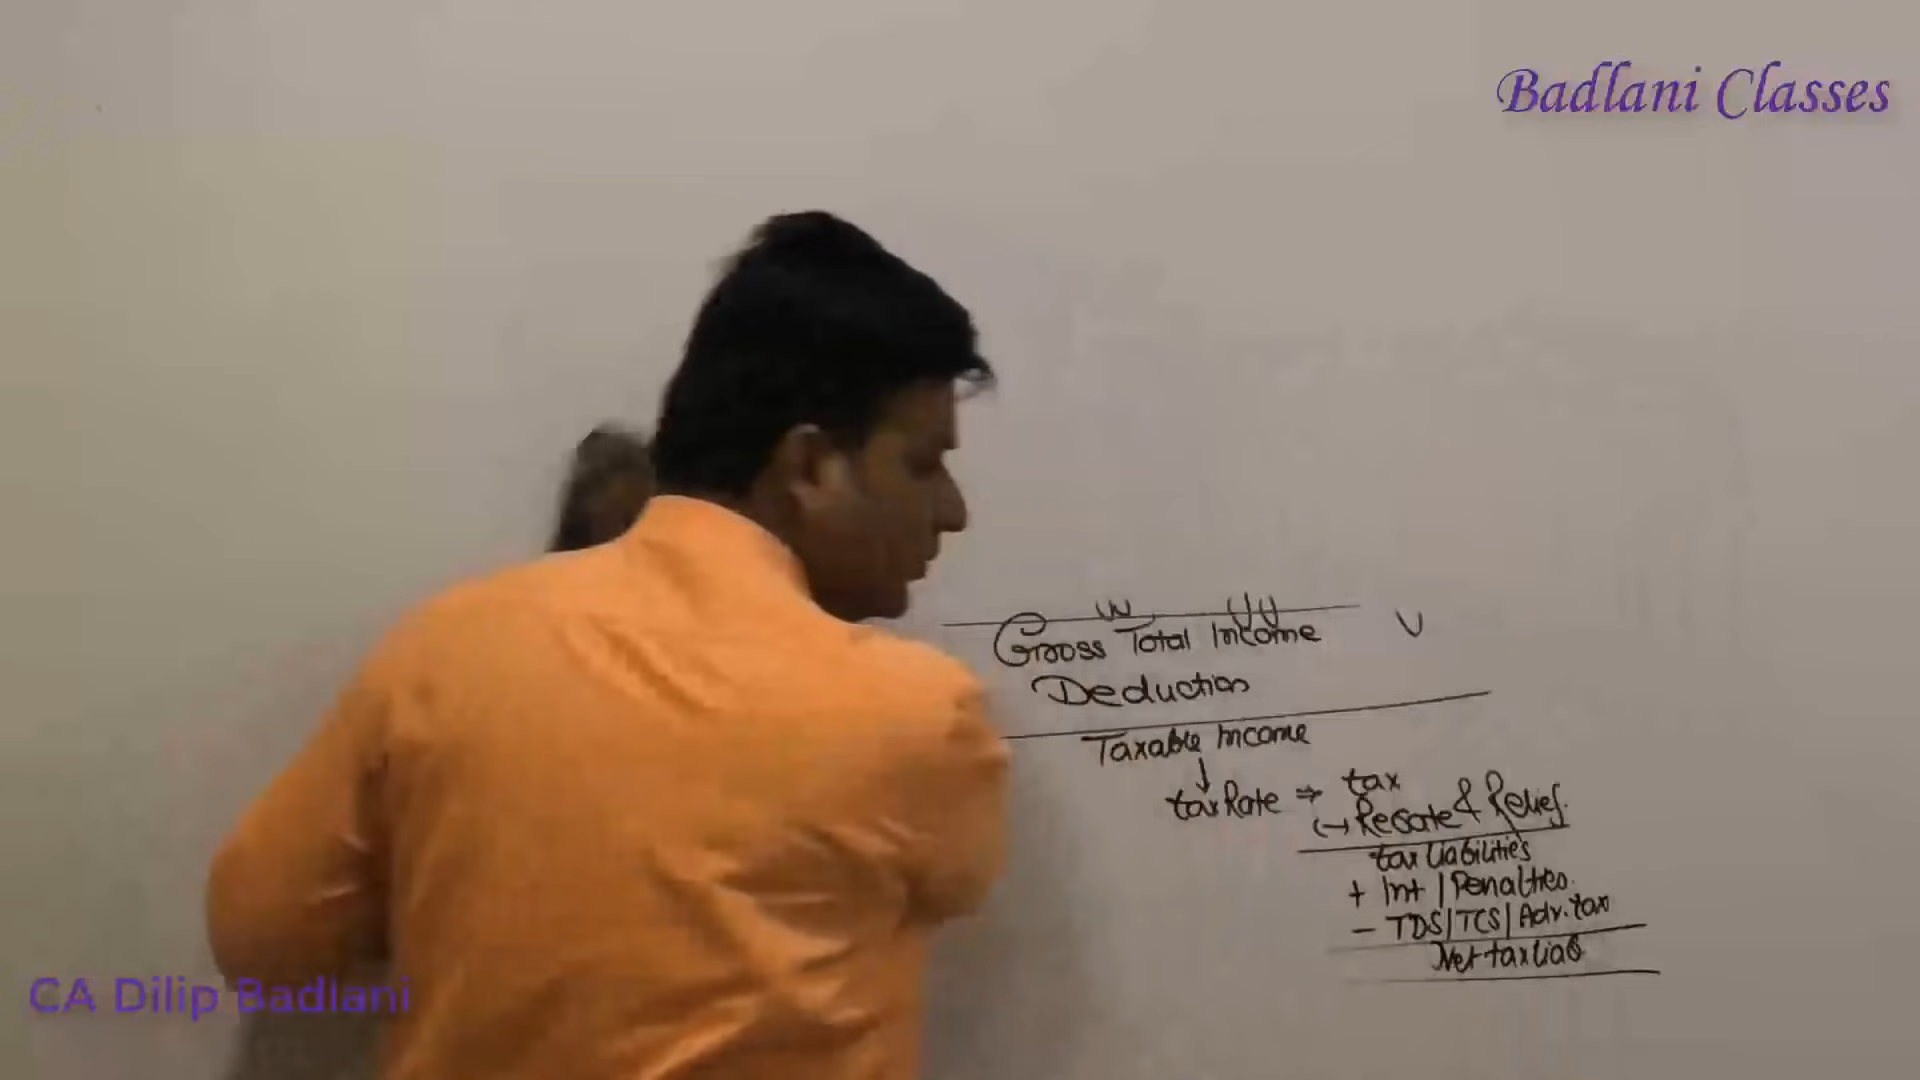 Badlani Classes
Gross Total Income
Deduction
Taxable Income
↓
tax Rate ⇒ tax
(-) Rebate & Relief.
tax liabilities
+ Int | Penalties.
- TDS | TCS | Adv. tax
Net tax liab
CA Dilip Badlani